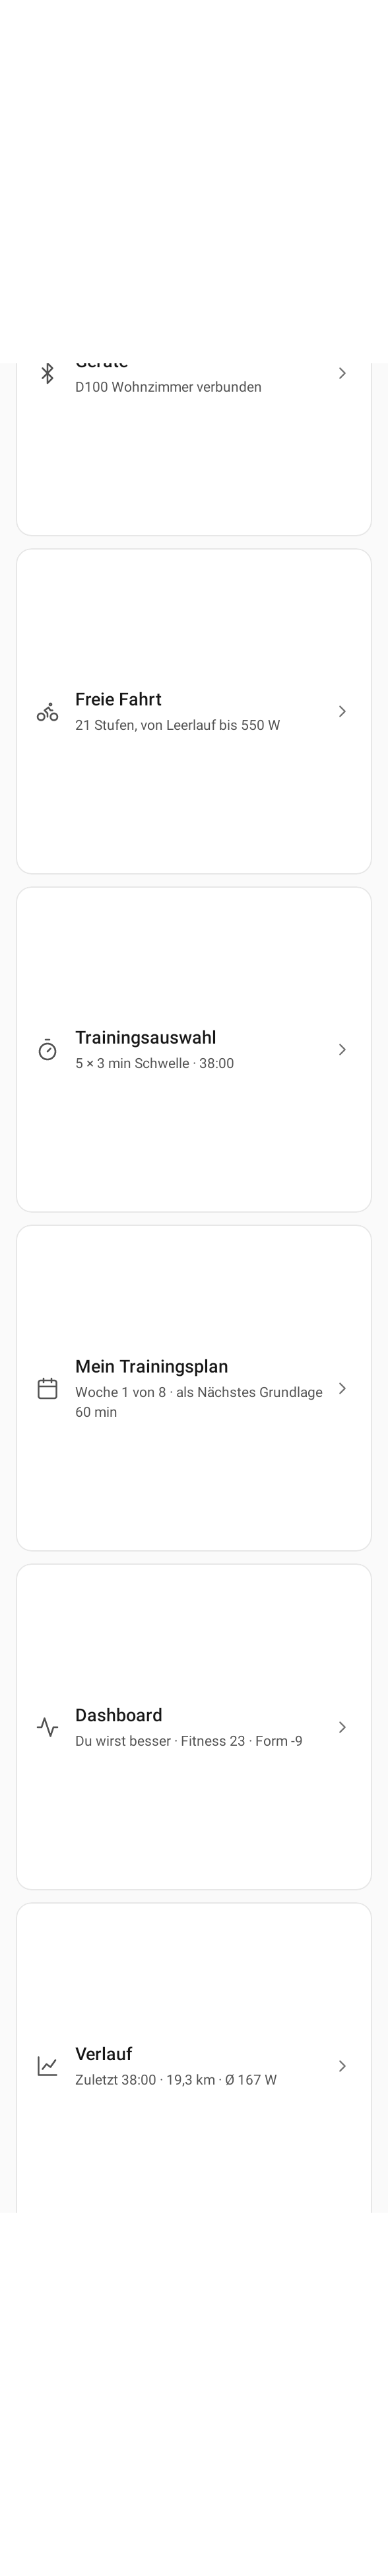 Geräte
D100 Wohnzimmer verbunden
Freie Fahrt
21 Stufen, von Leerlauf bis 550 W
Trainingsauswahl
5 × 3 min Schwelle · 38:00
Mein Trainingsplan
Woche 1 von 8 · als Nächstes Grundlage
60 min
Dashboard
Du wirst besser · Fitness 23 · Form -9
Verlauf
Zuletzt 38:00 · 19,3 km · Ø 167 W